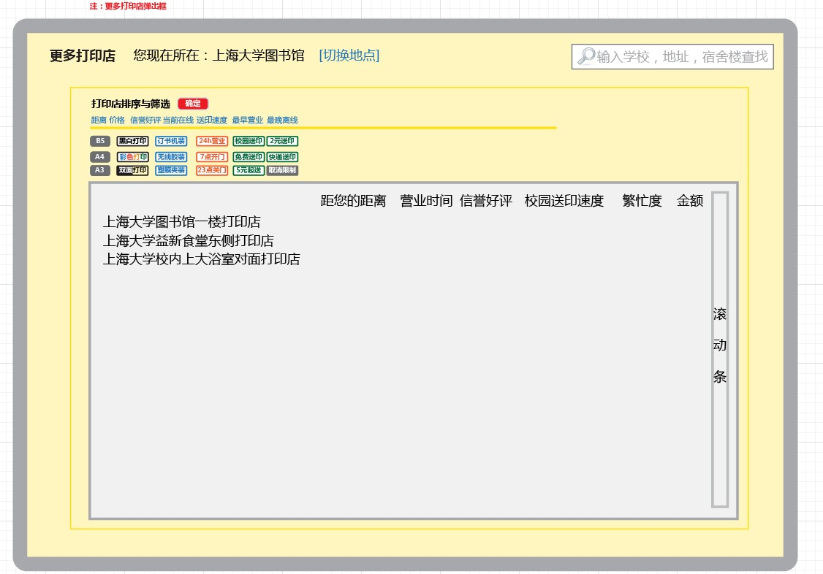 注：更多打印店弹出框
更多打印店 您现在所在：上海大学图书馆 [切换地点] 输入学校，地址，宿舍楼查找
打印店排序与筛选 确定
距离 价格 信誉好评 当前在线 送印速度 最早营业 最晚离线
B5 黑白打印 订书机装 24h营业 校园送印 2元送印
A4 彩色打印 无线胶装 7点开门 免费送印 快递送印
A3 双面打印 塑膜夹装 23点关门 5元起送 取消限制
距您的距离 营业时间 信誉好评 校园送印速度 繁忙度 金额
上海大学图书馆一楼打印店
上海大学益新食堂东侧打印店
上海大学校内上大浴室对面打印店
滚
动
条